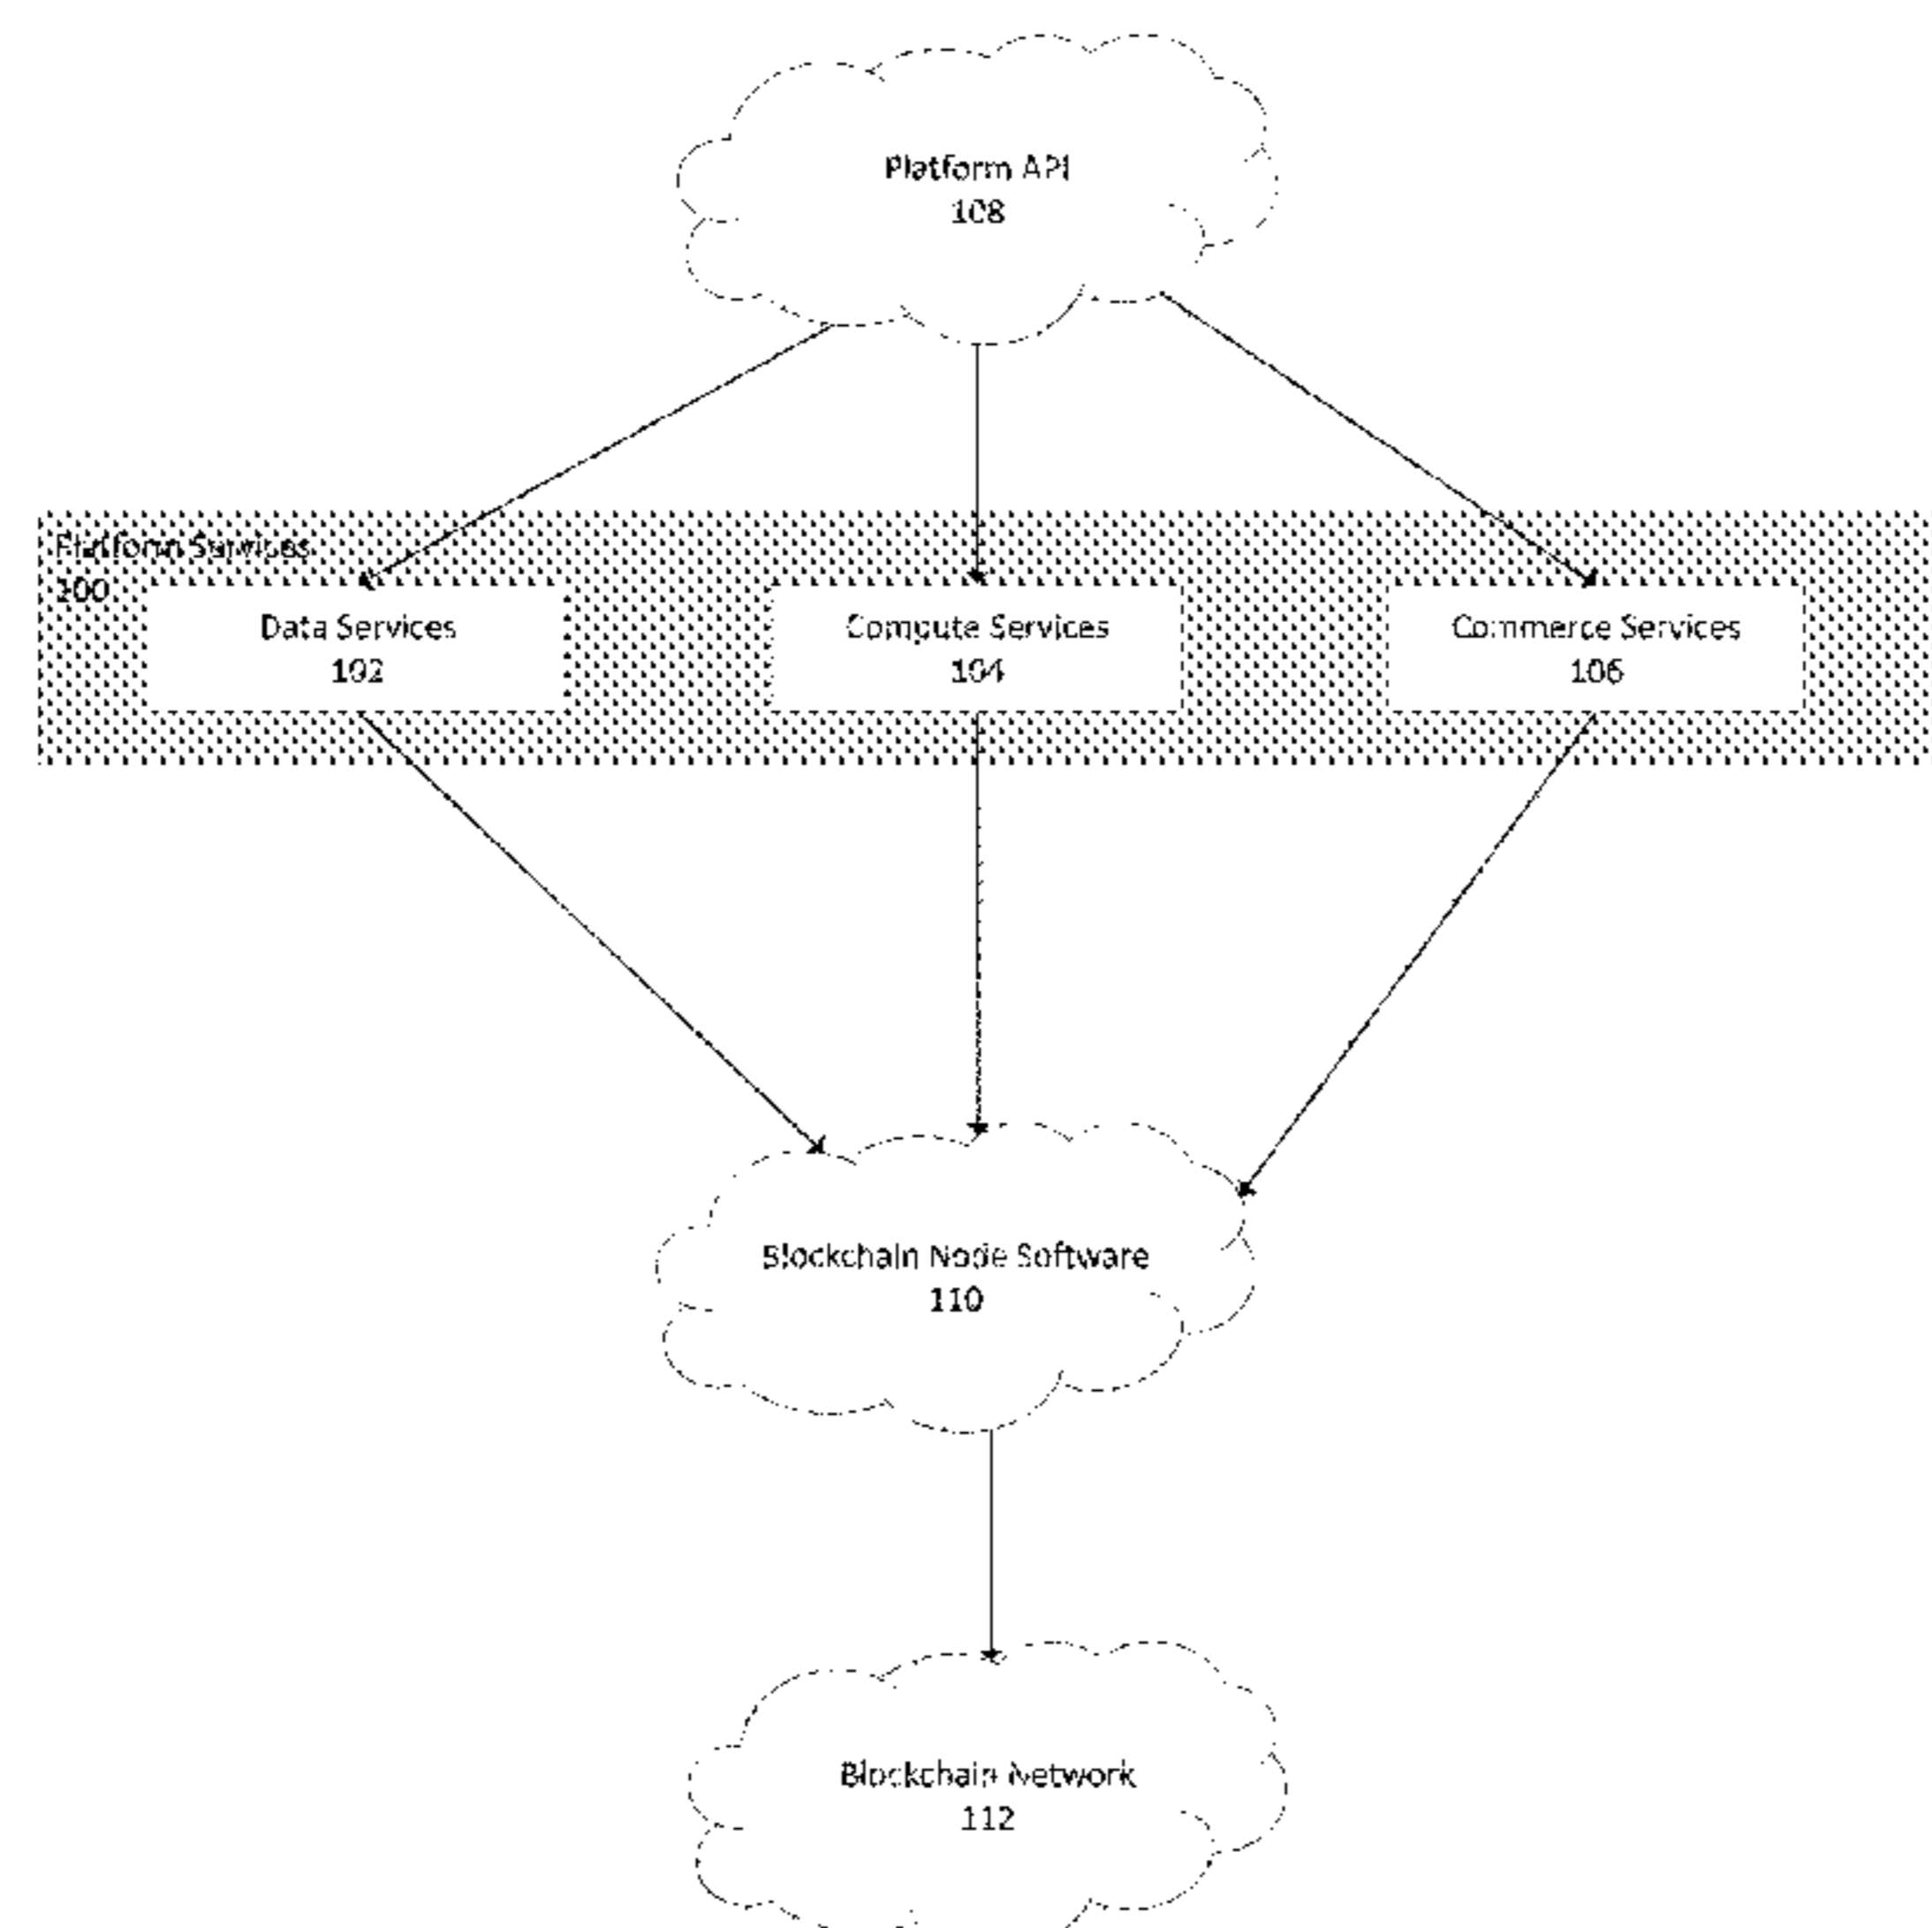 Platform API
108
Platform Services
100
Data Services
102
Compute Services
104
Commerce Services
106
Blockchain Node Software
110
Blockchain Network
112